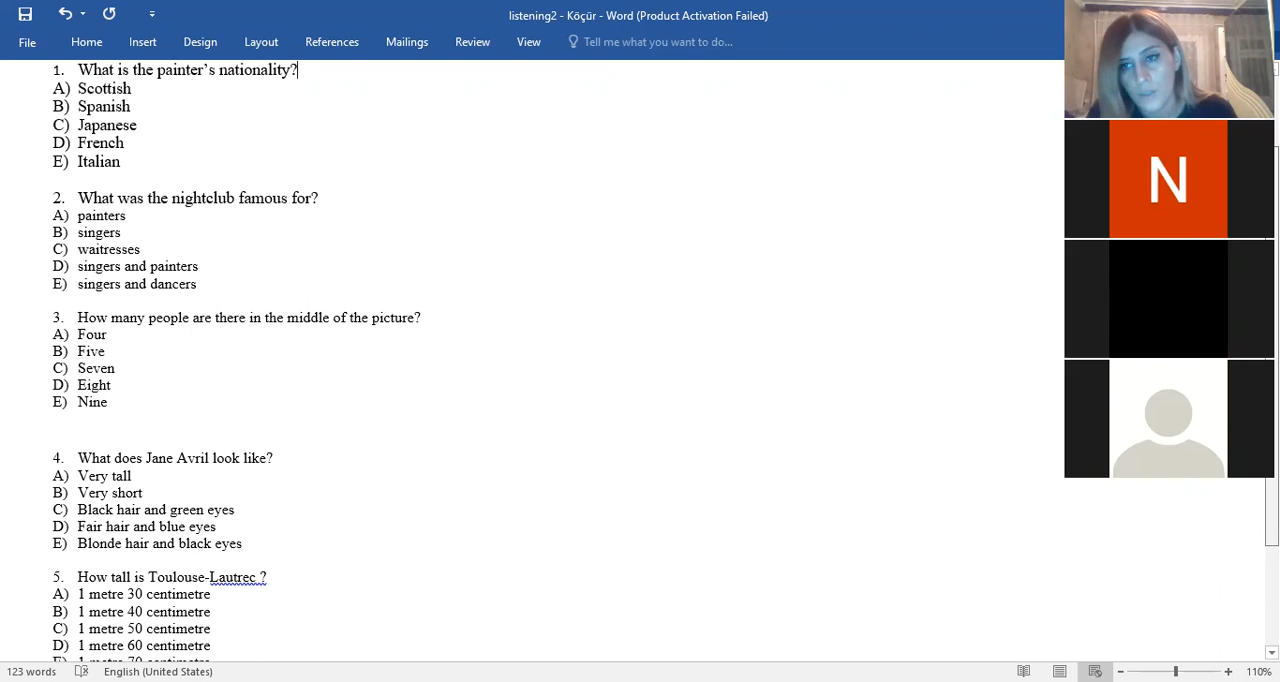 listening2 - Köçür - Word (Product Activation Failed)
File Home Insert Design Layout References Mailings Review View Tell me what you want to do...
1. What is the painter’s nationality?
A) Scottish
B) Spanish
C) Japanese
D) French
E) Italian
2. What was the nightclub famous for?
A) painters
B) singers
C) waitresses
D) singers and painters
E) singers and dancers
3. How many people are there in the middle of the picture?
A) Four
B) Five
C) Seven
D) Eight
E) Nine
4. What does Jane Avril look like?
A) Very tall
B) Very short
C) Black hair and green eyes
D) Fair hair and blue eyes
E) Blonde hair and black eyes
5. How tall is Toulouse-Lautrec ?
A) 1 metre 30 centimetre
B) 1 metre 40 centimetre
C) 1 metre 50 centimetre
D) 1 metre 60 centimetre
E) 1 metre 70 centimetre
N
123 words English (United States) 110%